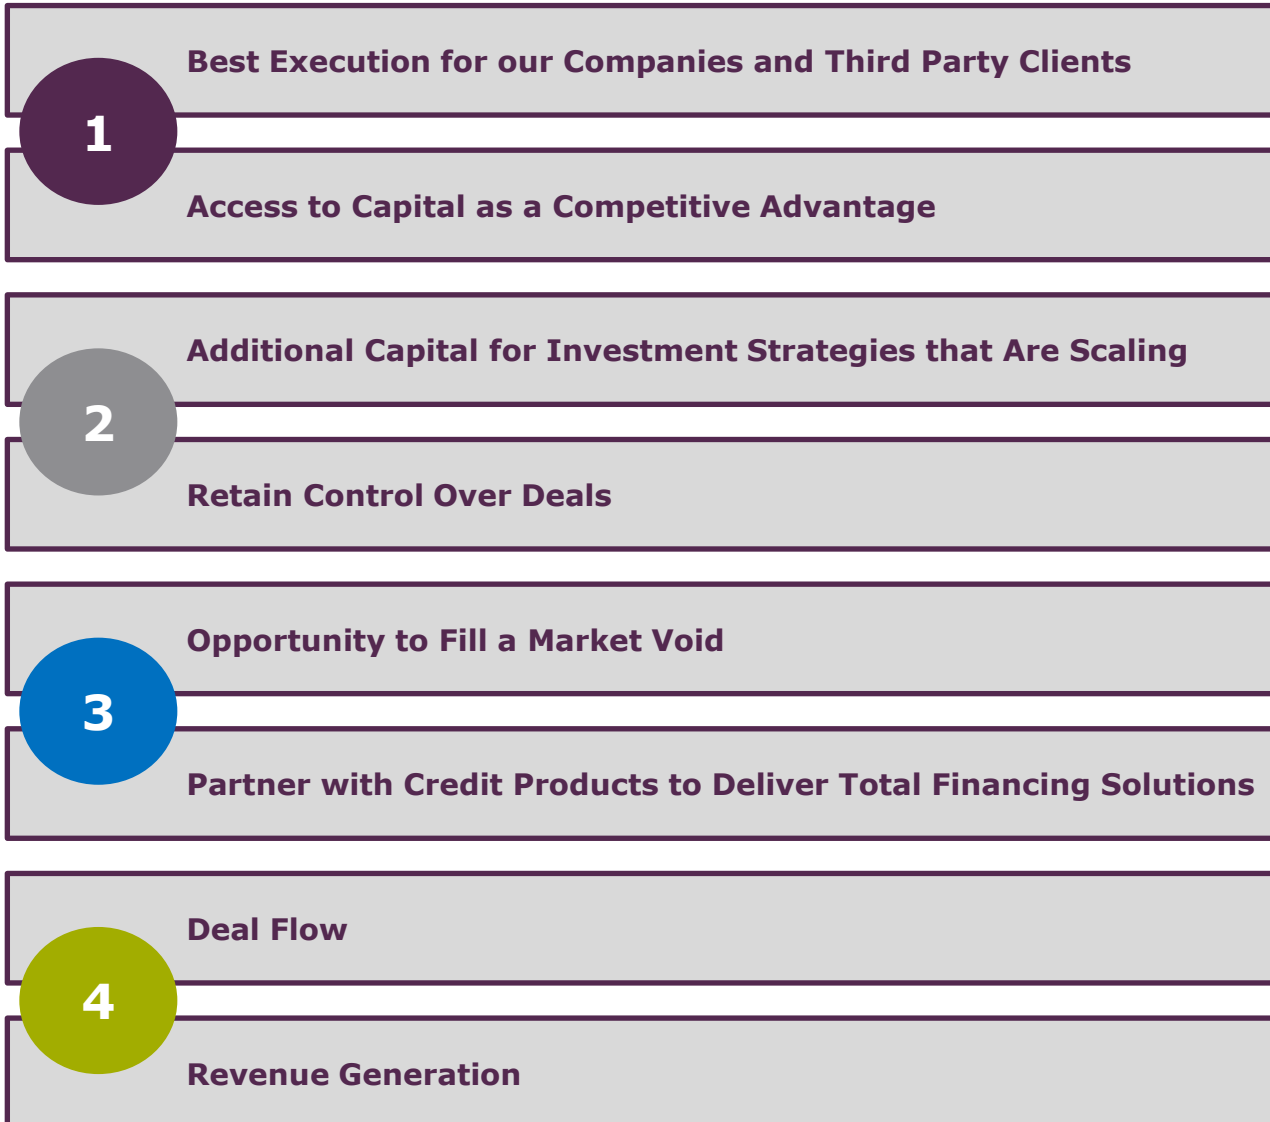 Best Execution for our Companies and Third Party Clients
1
Access to Capital as a Competitive Advantage
Additional Capital for Investment Strategies that Are Scaling
2
Retain Control Over Deals
Opportunity to Fill a Market Void
3
Partner with Credit Products to Deliver Total Financing Solutions
Deal Flow
4
Revenue Generation